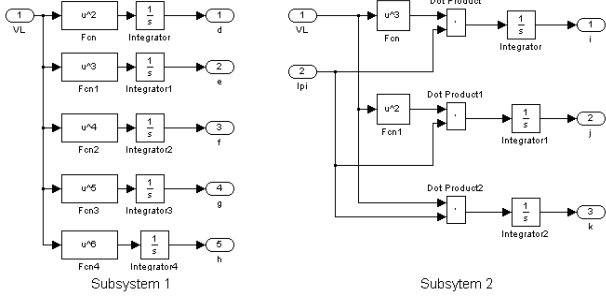 1
VL
u^2
Fcn
1
s
Integrator
1
d
u^3
Fcn1
1
s
Integrator1
2
e
u^4
Fcn2
1
s
Integrator2
3
f
u^5
Fcn3
1
s
Integrator3
4
g
u^6
Fcn4
1
s
Integrator4
5
h
Subsystem 1
1
VL
u^3
Fcn
Dot Product
.
1
s
Integrator
1
i
2
Ipi
u^2
Fcn1
Dot Product1
.
1
s
Integrator1
2
j
Dot Product2
.
1
s
Integrator2
3
k
Subsytem 2